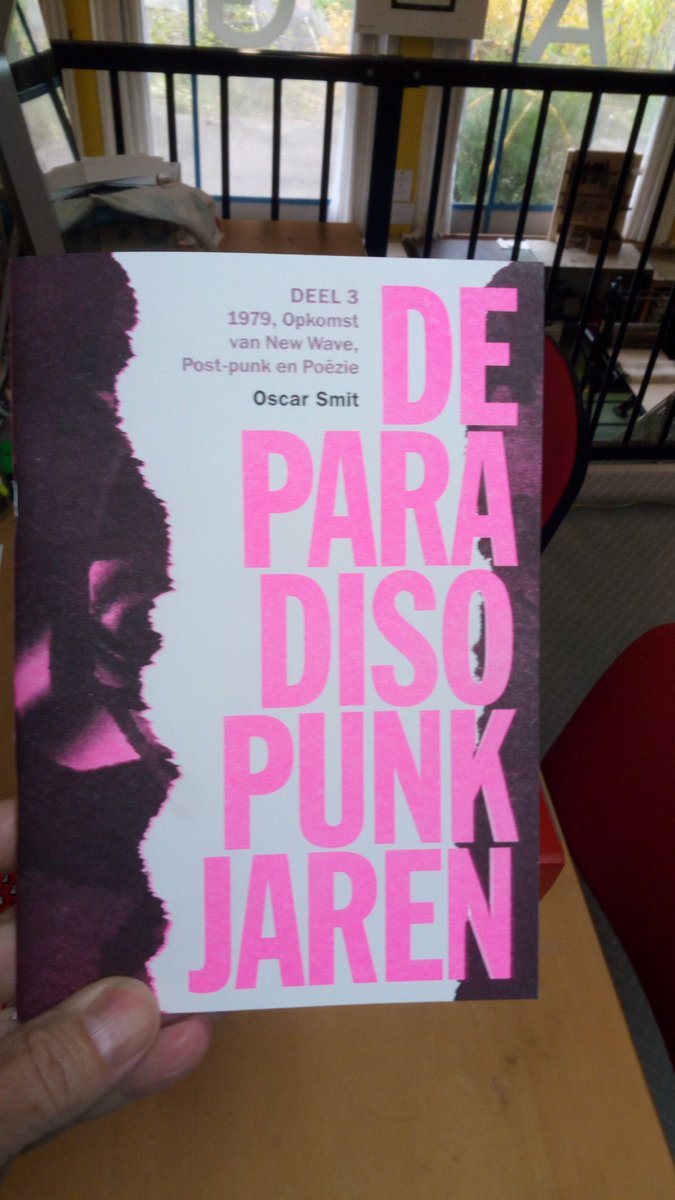 DEEL 3
1979, Opkomst
van New Wave,
Post-punk en Poëzie
Oscar Smit
DE
PARA
DISO
PUNK
JAREN